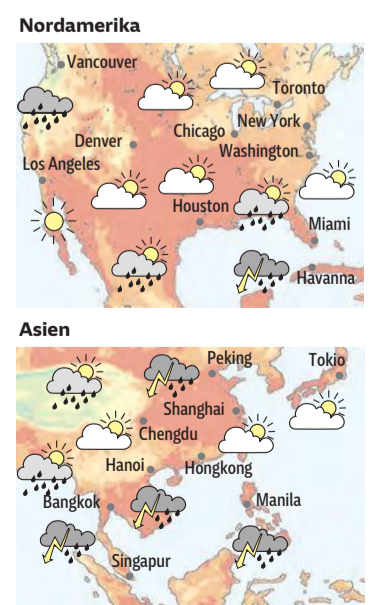 Nordamerika
Vancouver
Toronto
New York
Chicago
Denver
Washington
Los Angeles
Houston
Miami
Havanna
Asien
Peking
Tokio
Shanghai
Chengdu
Hanoi
Hongkong
Bangkok
Manila
Singapur